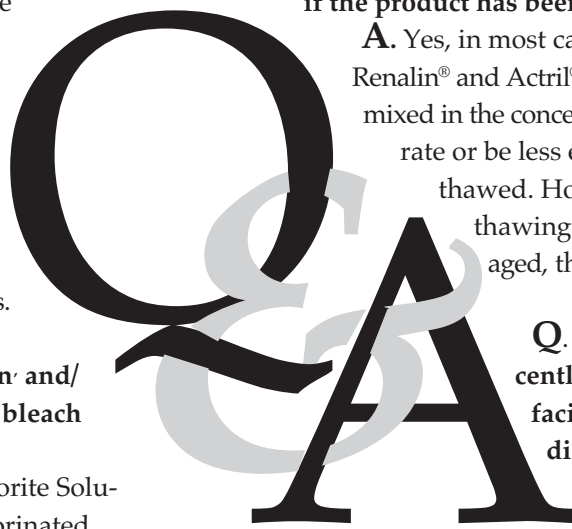 e
s.
n, and/
bleach
orite Solu-
orinated
Q&A
if the product has been
A. Yes, in most ca
Renalin® and Actril®
mixed in the conce
rate or be less e
thawed. Ho
thawing
aged, th
Q.
centl
faci
di